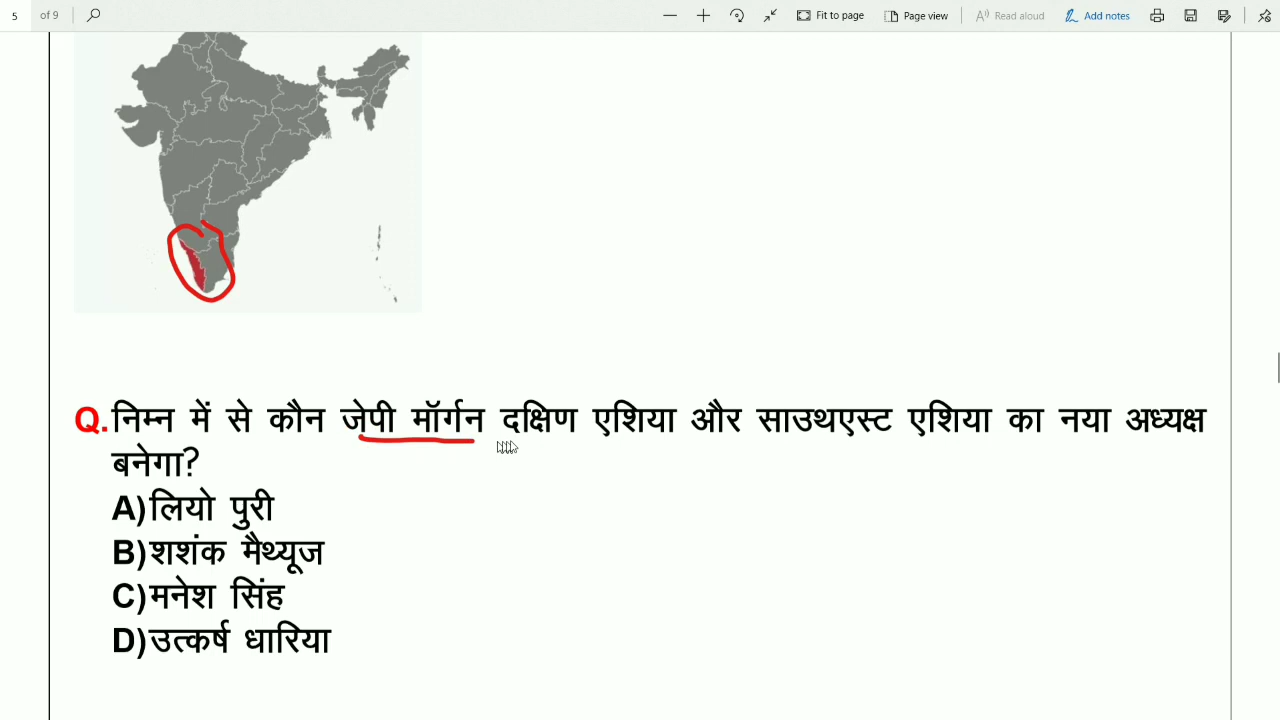 5 of 9 Fit to page Page view Read aloud Add notes
Q.निम्न में से कौन जेपी मॉर्गन दक्षिण एशिया और साउथएस्ट एशिया का नया अध्यक्ष
बनेगा?
A)लियो पुरी
B)शशंक मैथ्यूज
C)मनेश सिंह
D)उत्कर्ष धारिया